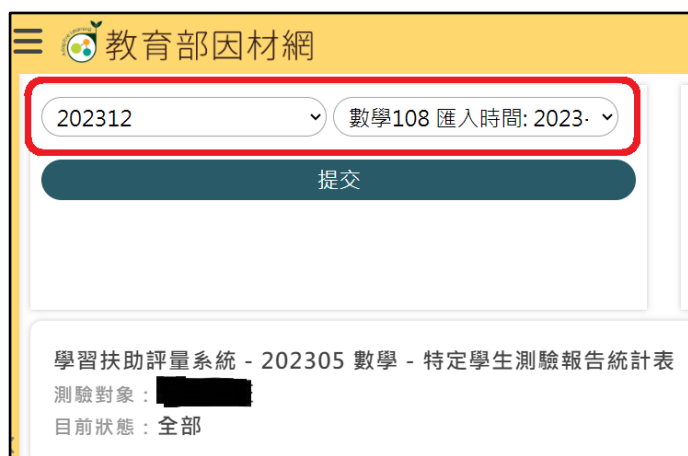 教育部因材網
202312
數學108 匯入時間: 2023-
提交
學習扶助評量系統 - 202305 數學 - 特定學生測驗報告統計表
測驗對象：
目前狀態：全部